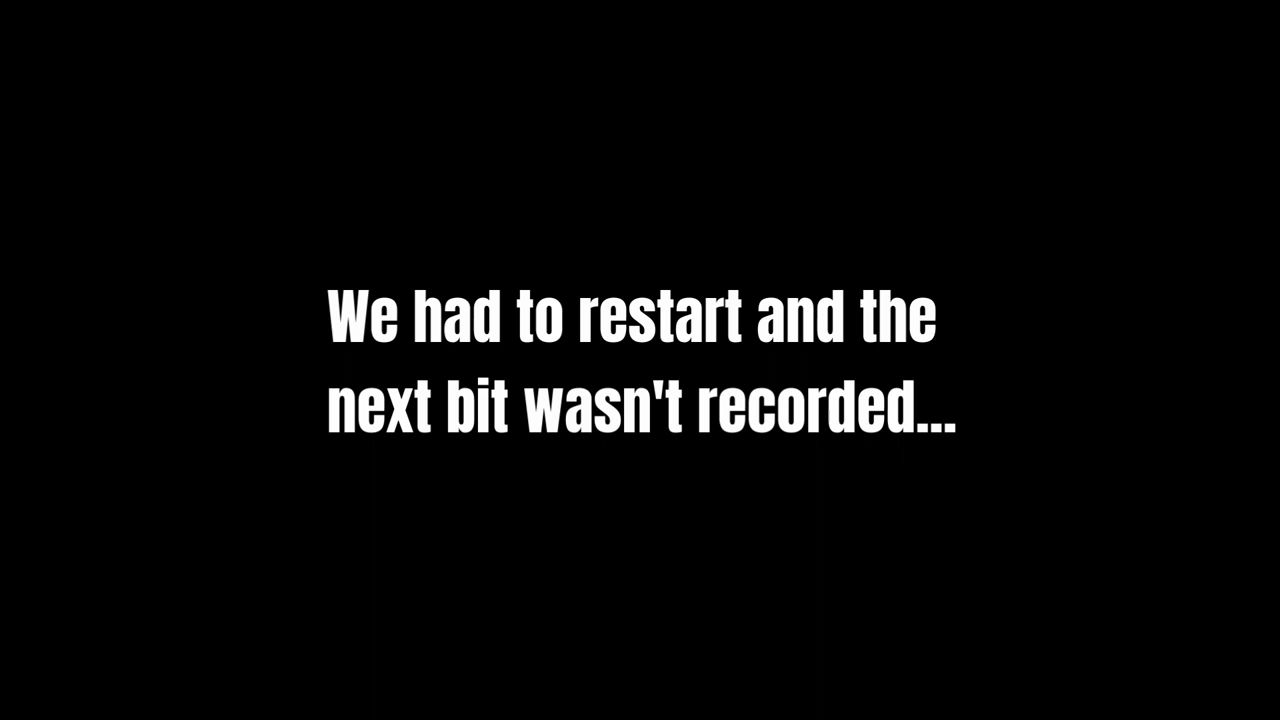 We had to restart and the
next bit wasn't recorded...